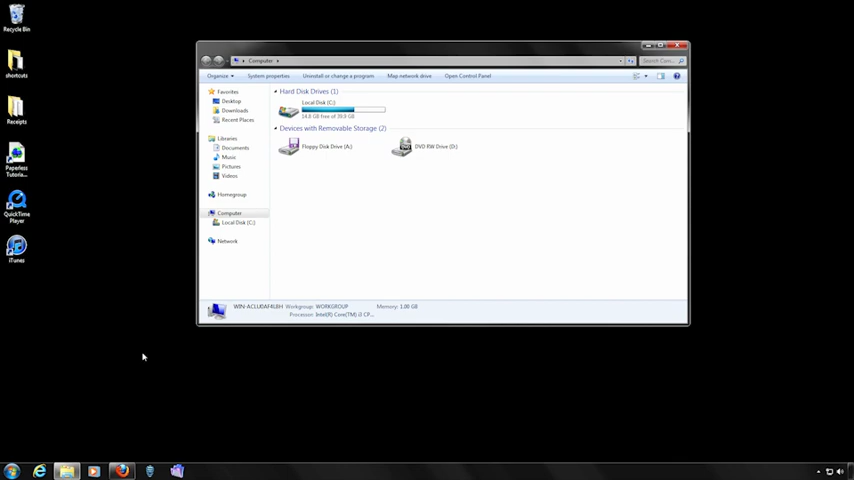 Recycle Bin
shortcuts
Receipts
Paperless
Tutoria...
QuickTime
Player
iTunes
Computer
Search Com...
Organize
System properties
Uninstall or change a program
Map network drive
Open Control Panel
Favorites
Desktop
Downloads
Recent Places
Libraries
Documents
Music
Pictures
Videos
Homegroup
Computer
Local Disk (C:)
Network
Hard Disk Drives (1)
Local Disk (C:)
14.8 GB free of 39.8 GB
Devices with Removable Storage (2)
Floppy Disk Drive (A:)
DVD RW Drive (D:)
Workgroup: WORKGROUP
Memory: 1.00 GB
Processor: Intel(R) Core(TM) i3 CP...